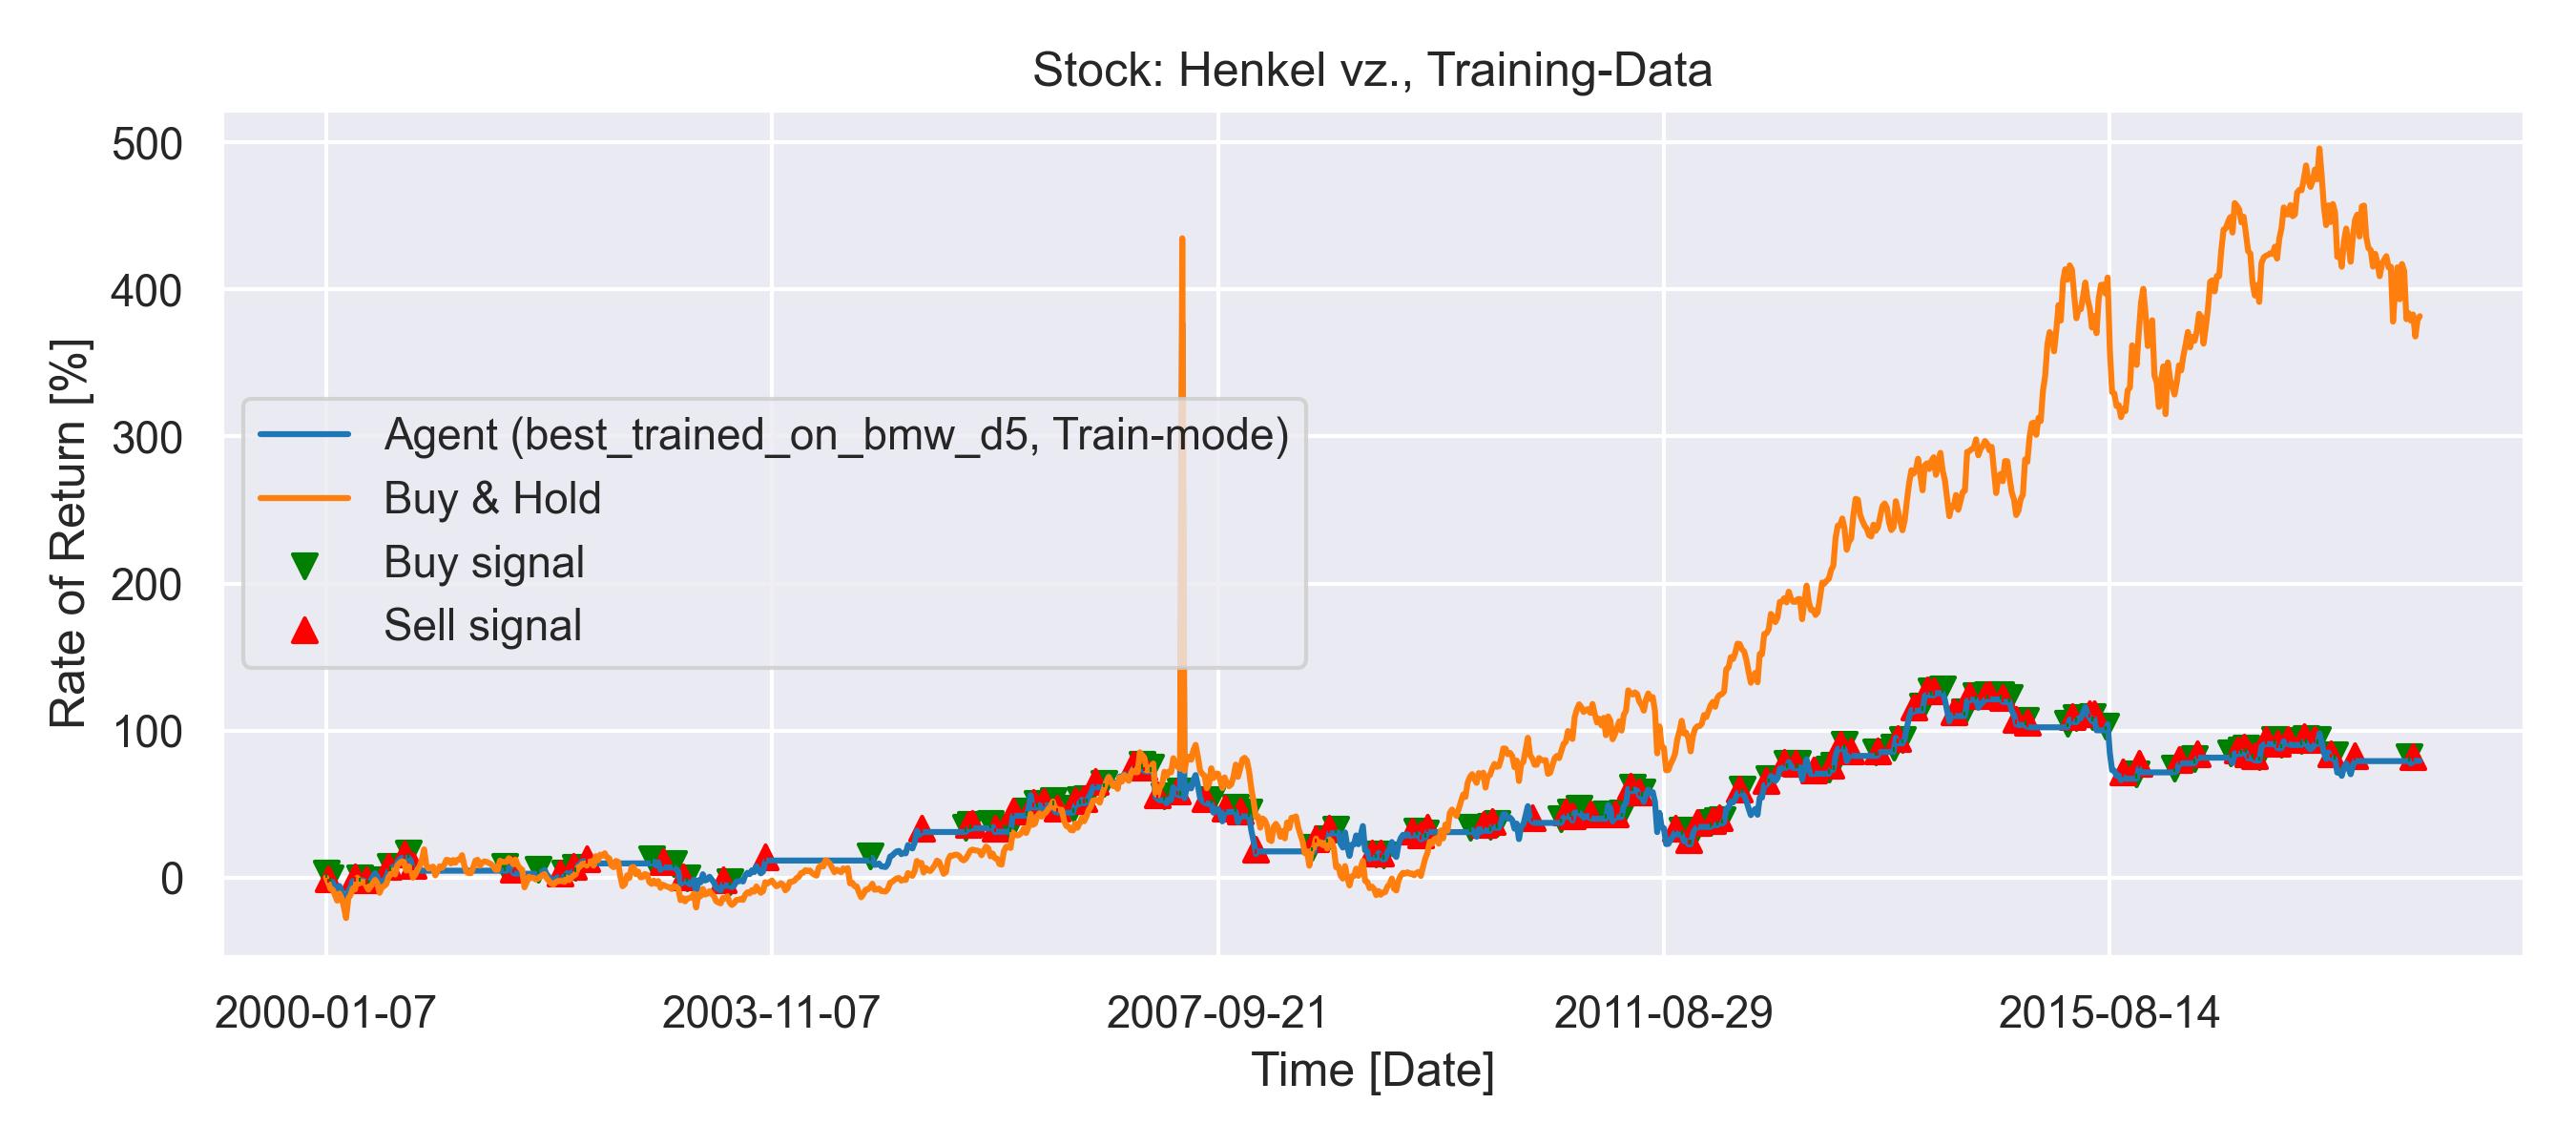 Stock: Henkel vz., Training-Data
500
400
300
200
100
0
Rate of Return [%]
Agent (best_trained_on_bmw_d5, Train-mode)
Buy & Hold
Buy signal
Sell signal
2000-01-07
2003-11-07
2007-09-21
2011-08-29
2015-08-14
Time [Date]